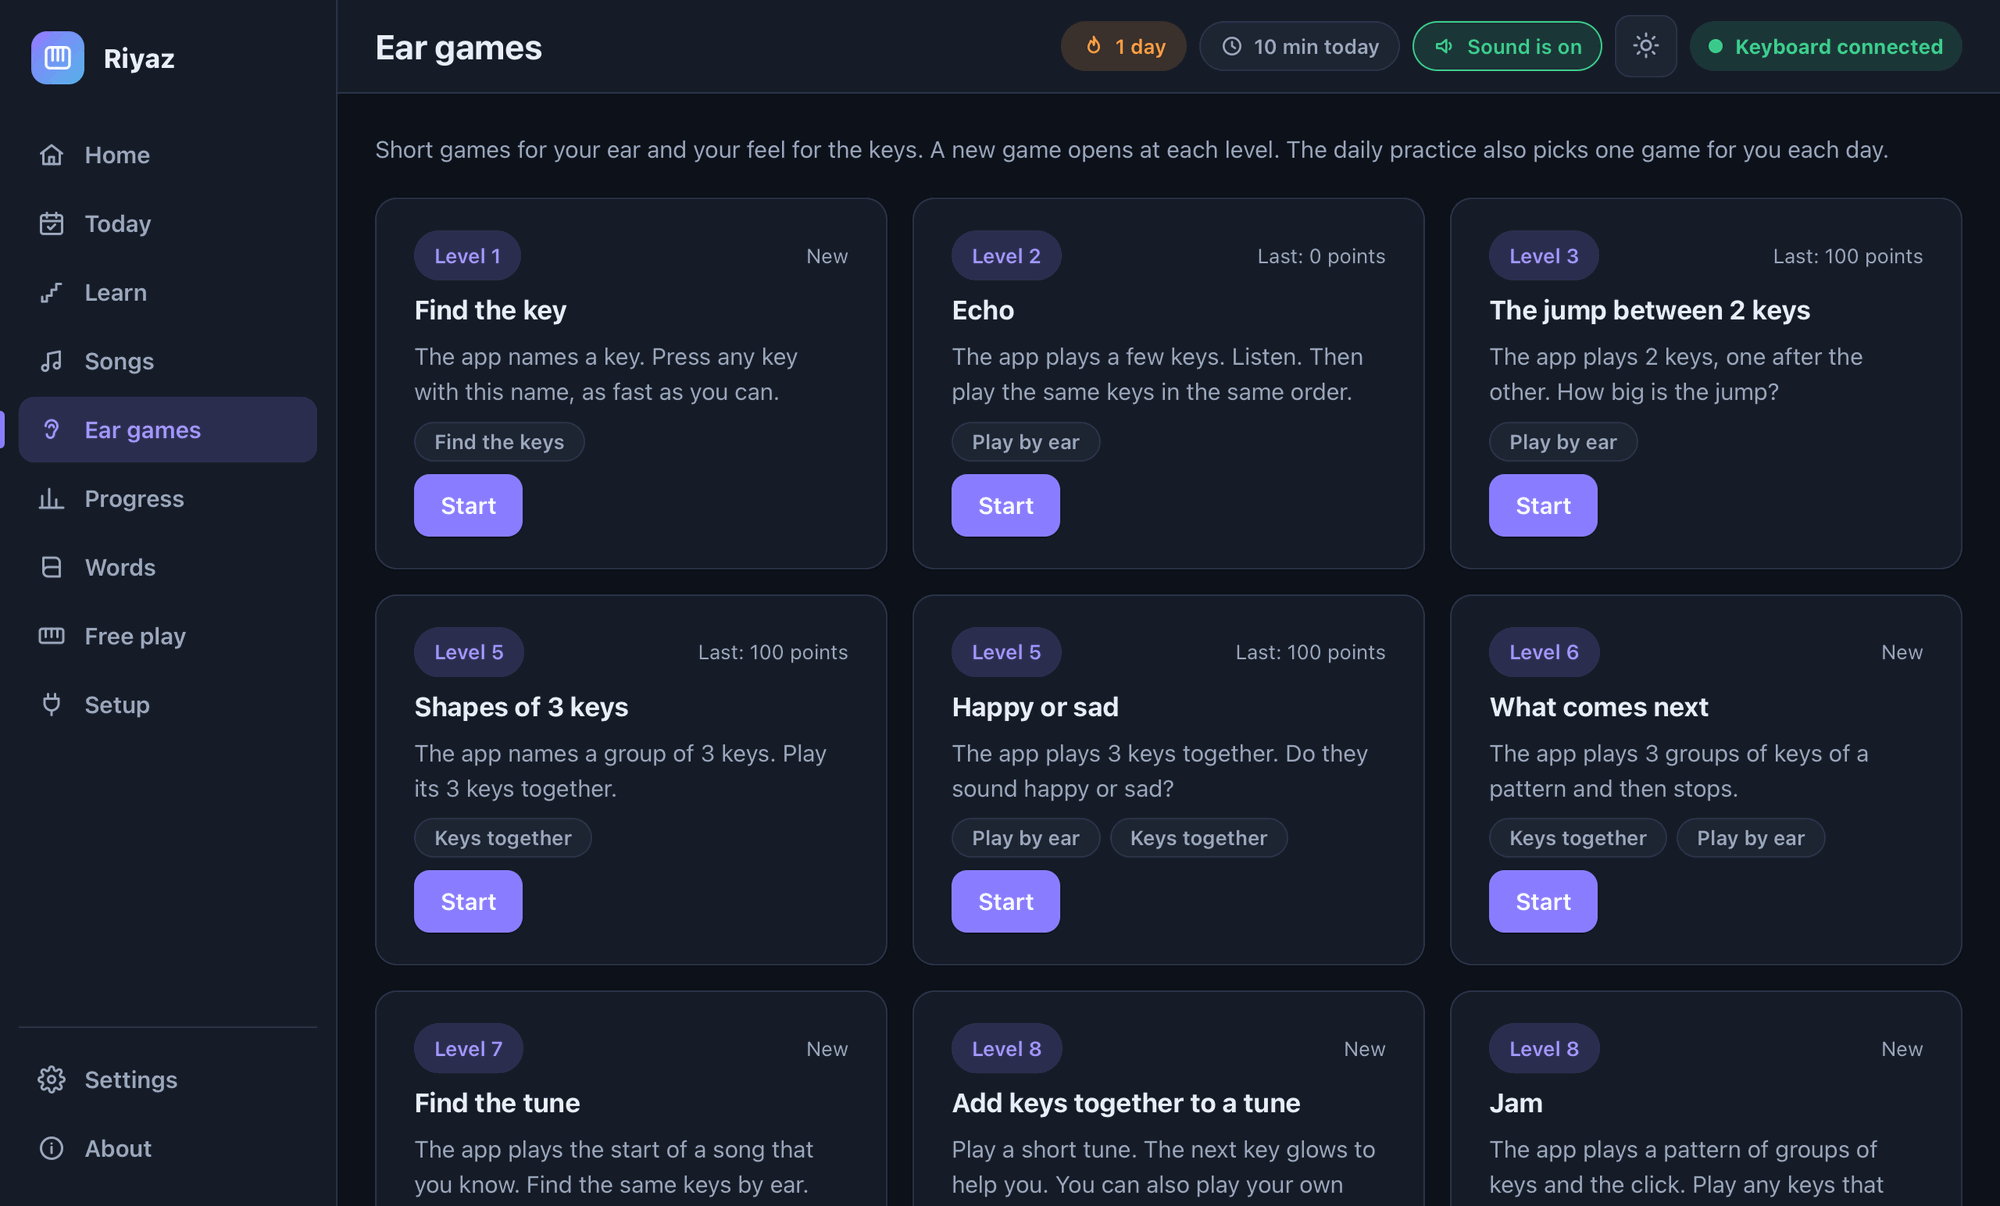 Riyaz
Home
Today
Learn
Songs
Ear games
Progress
Words
Free play
Setup
Settings
About
Ear games
1 day
10 min today
Sound is on
Keyboard connected
Short games for your ear and your feel for the keys. A new game opens at each level. The daily practice also picks one game for you each day.
Level 1
New
Find the key
The app names a key. Press any key
with this name, as fast as you can.
Find the keys
Start
Level 2
Last: 0 points
Echo
The app plays a few keys. Listen. Then
play the same keys in the same order.
Play by ear
Start
Level 3
Last: 100 points
The jump between 2 keys
The app plays 2 keys, one after the
other. How big is the jump?
Play by ear
Start
Level 5
Last: 100 points
Shapes of 3 keys
The app names a group of 3 keys. Play
its 3 keys together.
Keys together
Start
Level 5
Last: 100 points
Happy or sad
The app plays 3 keys together. Do they
sound happy or sad?
Play by ear
Keys together
Start
Level 6
New
What comes next
The app plays 3 groups of keys of a
pattern and then stops.
Keys together
Play by ear
Start
Level 7
New
Find the tune
The app plays the start of a song that
you know. Find the same keys by ear.
Level 8
New
Add keys together to a tune
Play a short tune. The next key glows to
help you. You can also play your own
Level 8
New
Jam
The app plays a pattern of groups of
keys and the click. Play any keys that